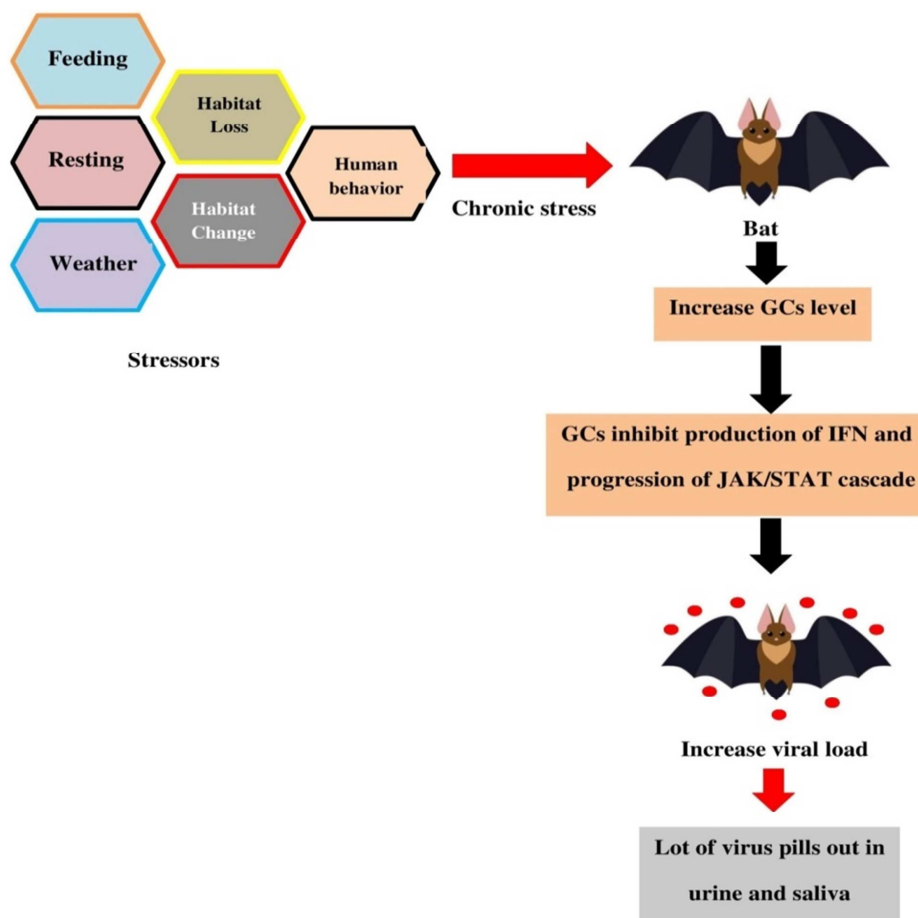 Feeding
Habitat
Loss
Resting
Human
behavior
Habitat
Change
Weather
Stressors
Chronic stress
Bat
Increase GCs level
GCs inhibit production of IFN and
progression of JAK/STAT cascade
Increase viral load
Lot of virus pills out in
urine and saliva